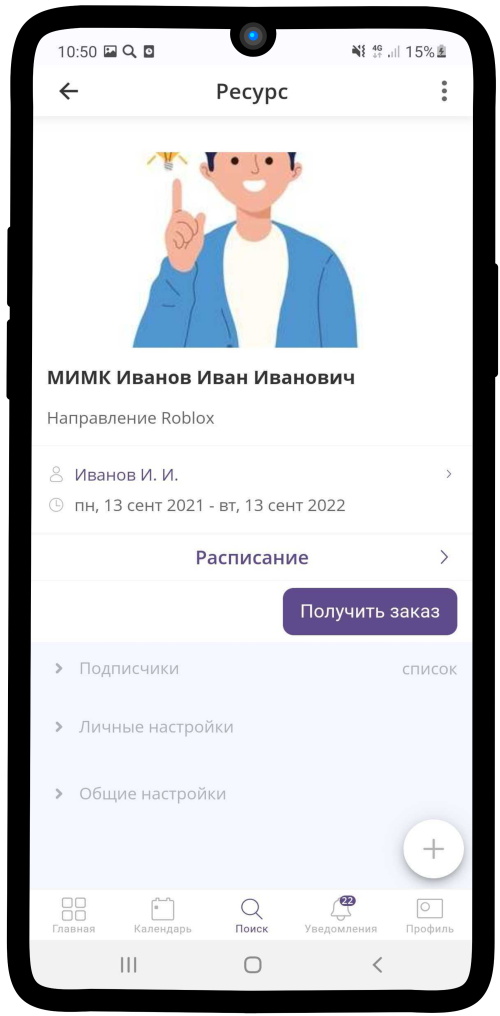 10:50 4G 15%
Ресурс
МИМК Иванов Иван Иванович
Направление Roblox
Иванов И. И.
пн, 13 сент 2021 - вт, 13 сент 2022
Расписание
Получить заказ
Подписчики список
Личные настройки
Общие настройки
22
Главная Календарь Поиск Уведомления Профиль